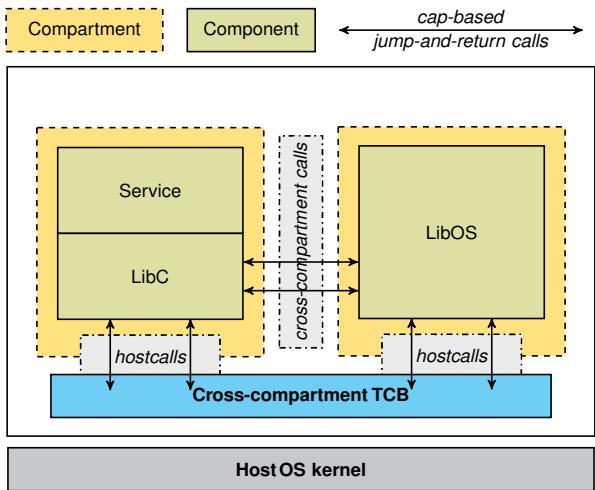 Compartment
Component
cap-based
jump-and-return calls
Service
LibC
cross-compartment calls
LibOS
hostcalls
hostcalls
Cross-compartment TCB
Host OS kernel